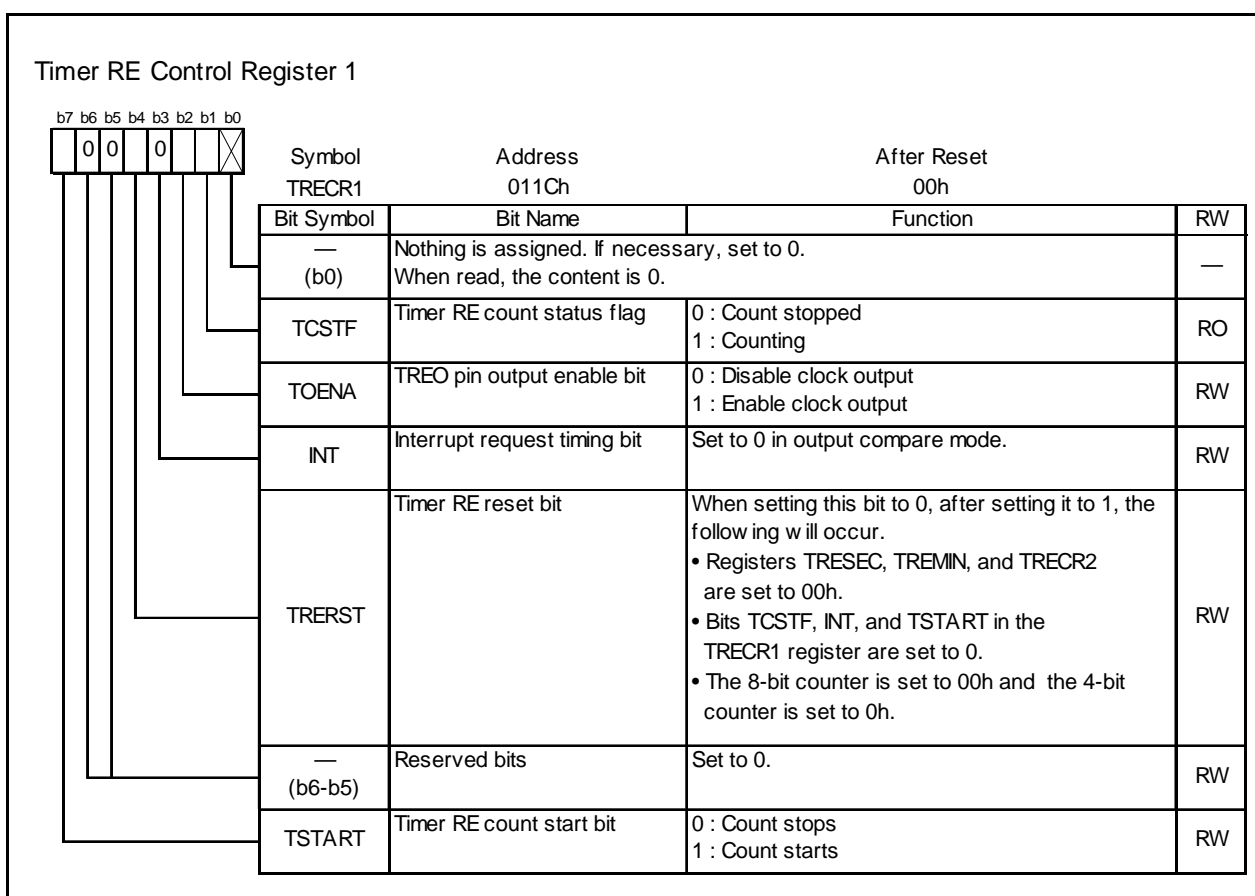 Timer RE Control Register 1
b7 b6 b5 b4 b3 b2 b1 b0
0 0 0
Symbol Address After Reset
TRECR1 011Ch 00h
Bit Symbol Bit Name Function RW
— (b0) Nothing is assigned. If necessary, set to 0.
When read, the content is 0. —
TCSTF Timer RE count status flag 0 : Count stopped
1 : Counting RO
TOENA TREO pin output enable bit 0 : Disable clock output
1 : Enable clock output RW
INT Interrupt request timing bit Set to 0 in output compare mode. RW
TRERST Timer RE reset bit When setting this bit to 0, after setting it to 1, the
following will occur.
• Registers TRESEC, TREMIN, and TRECR2
are set to 00h.
• Bits TCSTF, INT, and TSTART in the
TRECR1 register are set to 0.
• The 8-bit counter is set to 00h and the 4-bit
counter is set to 0h. RW
— (b6-b5) Reserved bits Set to 0. RW
TSTART Timer RE count start bit 0 : Count stops
1 : Count starts RW